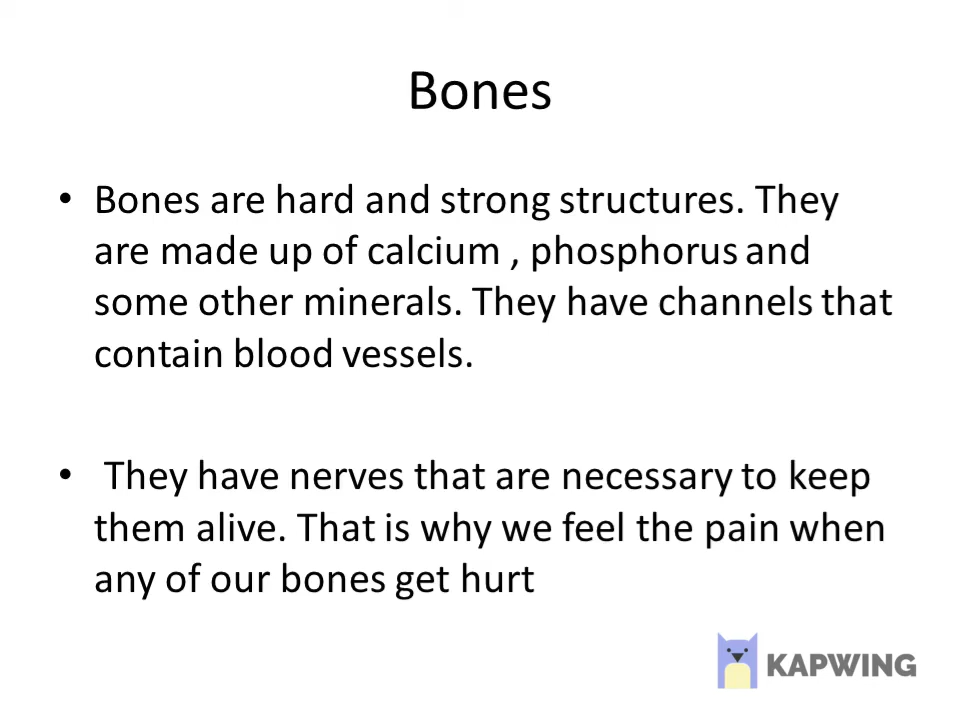 Bones
• Bones are hard and strong structures. They
are made up of calcium , phosphorus and
some other minerals. They have channels that
contain blood vessels.
• They have nerves that are necessary to keep
them alive. That is why we feel the pain when
any of our bones get hurt
KAPWING